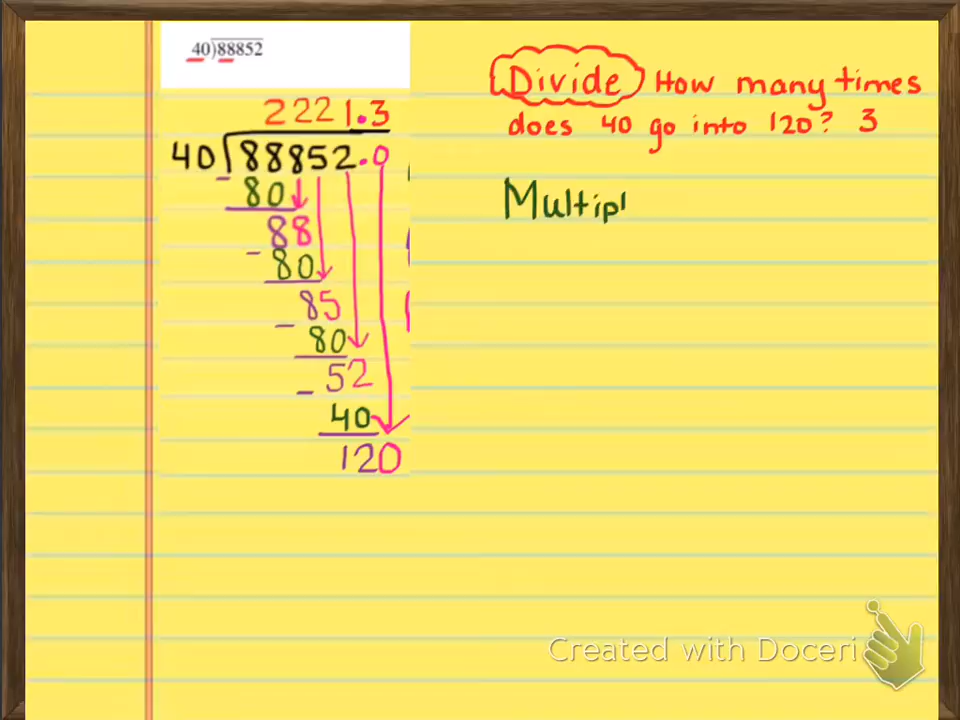 40)88852
2221.3
40)88852.0
- 80
88
- 80
85
- 80
52
- 40
120
Divide How many times
does 40 go into 120? 3
Multipl
Created with Doceri